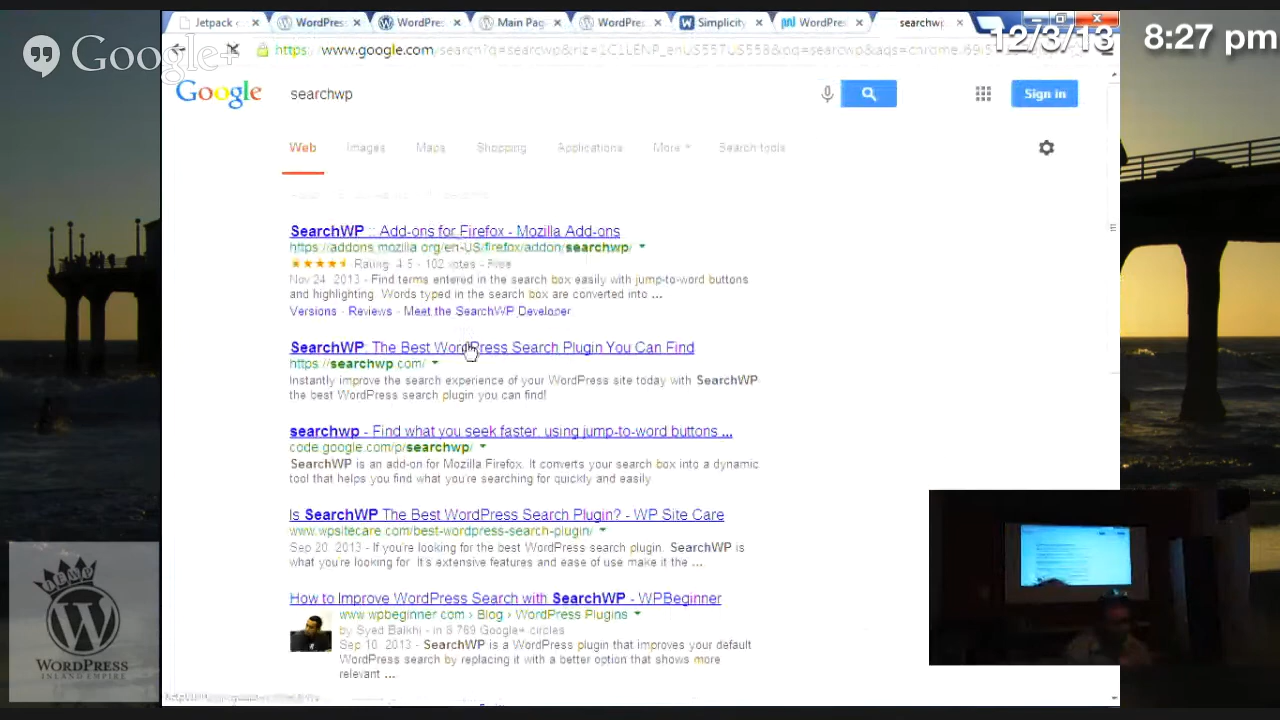 Jetpack
WordPress
WordPres
Main Pag
WordPre
Simplicity
WordPre
searchwp
Google+
12/3/13 8:27 pm
https://www.google.com/search?q=searchwp&rlz=1C1LENP_enUS557US558&oq=searchwp&aqs=chrome.69i
Google
searchwp
Sign in
Web Images Maps Shopping Applications More Search tools
SearchWP :: Add-ons for Firefox - Mozilla Add-ons
https://addons.mozilla.org/en-US/firefox/addon/searchwp/
Rating: 4.5 - 102 votes - Free
Nov 24, 2013 - Find terms entered in the search box easily with jump-to-word buttons
and highlighting. Words typed in the search box are converted into ...
Versions - Reviews - Meet the SearchWP Developer
SearchWP: The Best WordPress Search Plugin You Can Find
https://searchwp.com/
Instantly improve the search experience of your WordPress site today with SearchWP
the best WordPress search plugin you can find!
searchwp - Find what you seek faster, using jump-to-word buttons ...
code.google.com/p/searchwp/
SearchWP is an add-on for Mozilla Firefox. It converts your search box into a dynamic
tool that helps you find what you're searching for quickly and easily
Is SearchWP The Best WordPress Search Plugin? - WP Site Care
www.wpsitecare.com/best-wordpress-search-plugin/
Sep 20, 2013 - If you're looking for the best WordPress search plugin, SearchWP is
what you're looking for. It's extensive features and ease of use make it the ...
How to Improve WordPress Search with SearchWP - WPBeginner
www.wpbeginner.com › Blog › WordPress Plugins
by Syed Balkhi - in 8,769 Google+ circles
Sep 10, 2013 - SearchWP is a WordPress plugin that improves your default
WordPress search by replacing it with a better option that shows more
relevant ...
WORDPRESS
INLAND EMPIRE